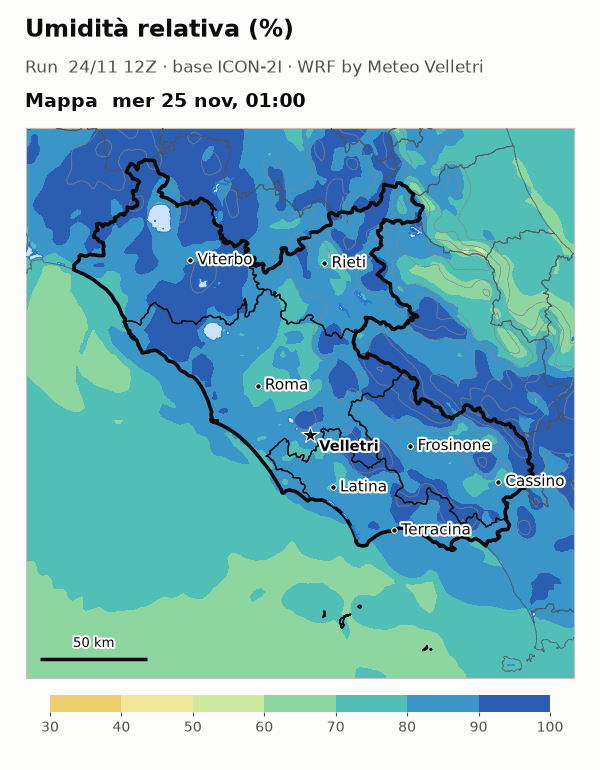 Umidità relativa (%)
Run 24/11 12Z · base ICON-2I · WRF by Meteo Velletri
Mappa mer 25 nov, 01:00
Viterbo
Rieti
Roma
Velletri
Frosinone
Cassino
Latina
Terracina
50 km
30 40 50 60 70 80 90 100